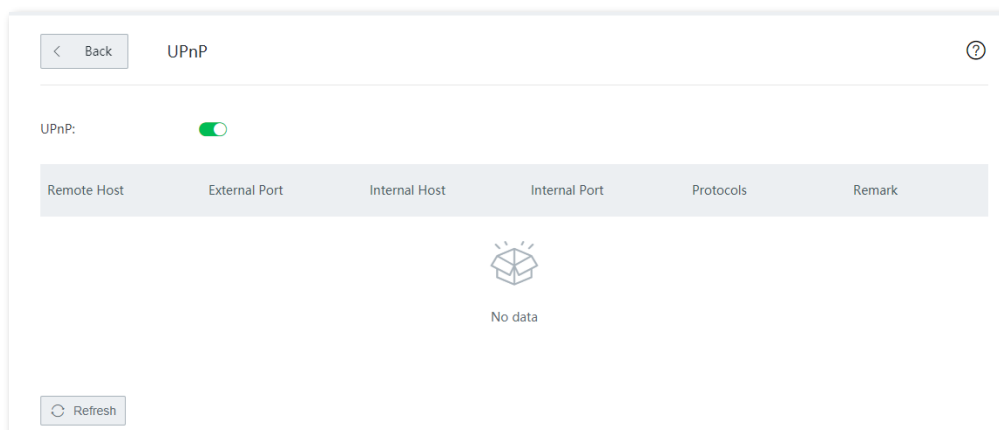 Back UPnP
UPnP:
Remote Host External Port Internal Host Internal Port Protocols Remark
No data
Refresh